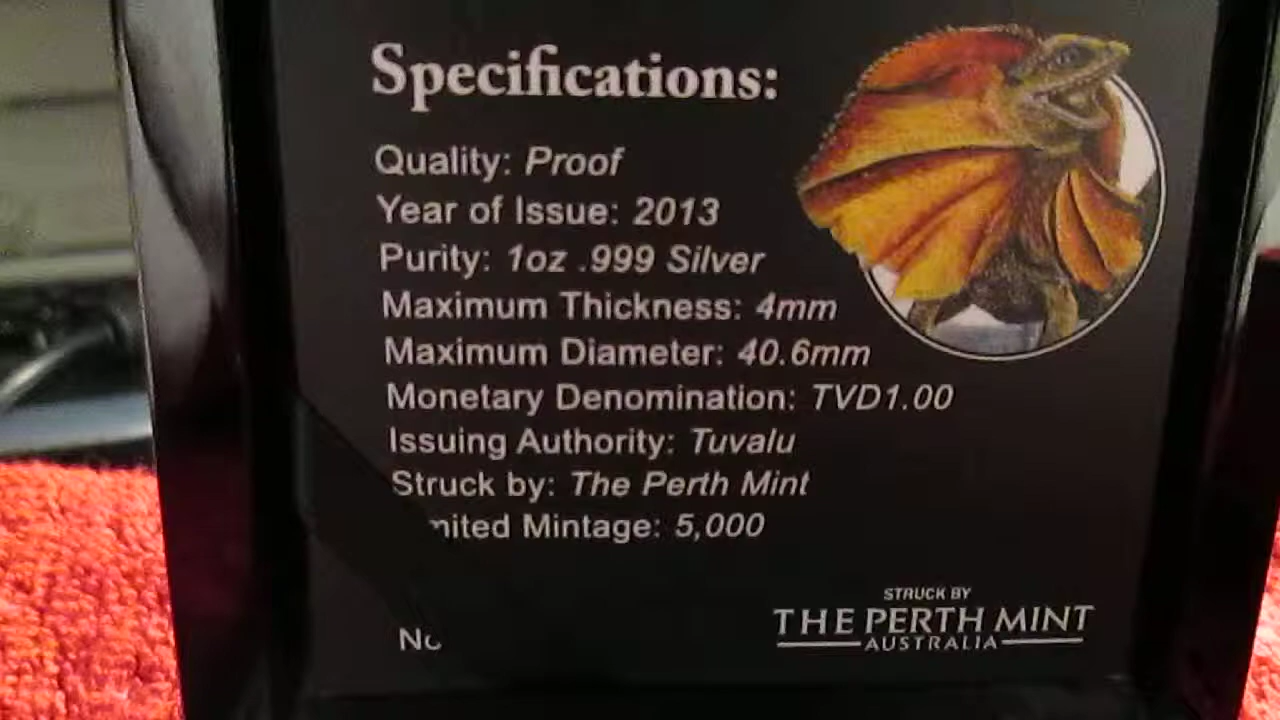 Specifications:
Quality: Proof
Year of Issue: 2013
Purity: 1oz .999 Silver
Maximum Thickness: 4mm
Maximum Diameter: 40.6mm
Monetary Denomination: TVD1.00
Issuing Authority: Tuvalu
Struck by: The Perth Mint
Mintage: 5,000
STRUCK BY
THE PERTH MINT
AUSTRALIA